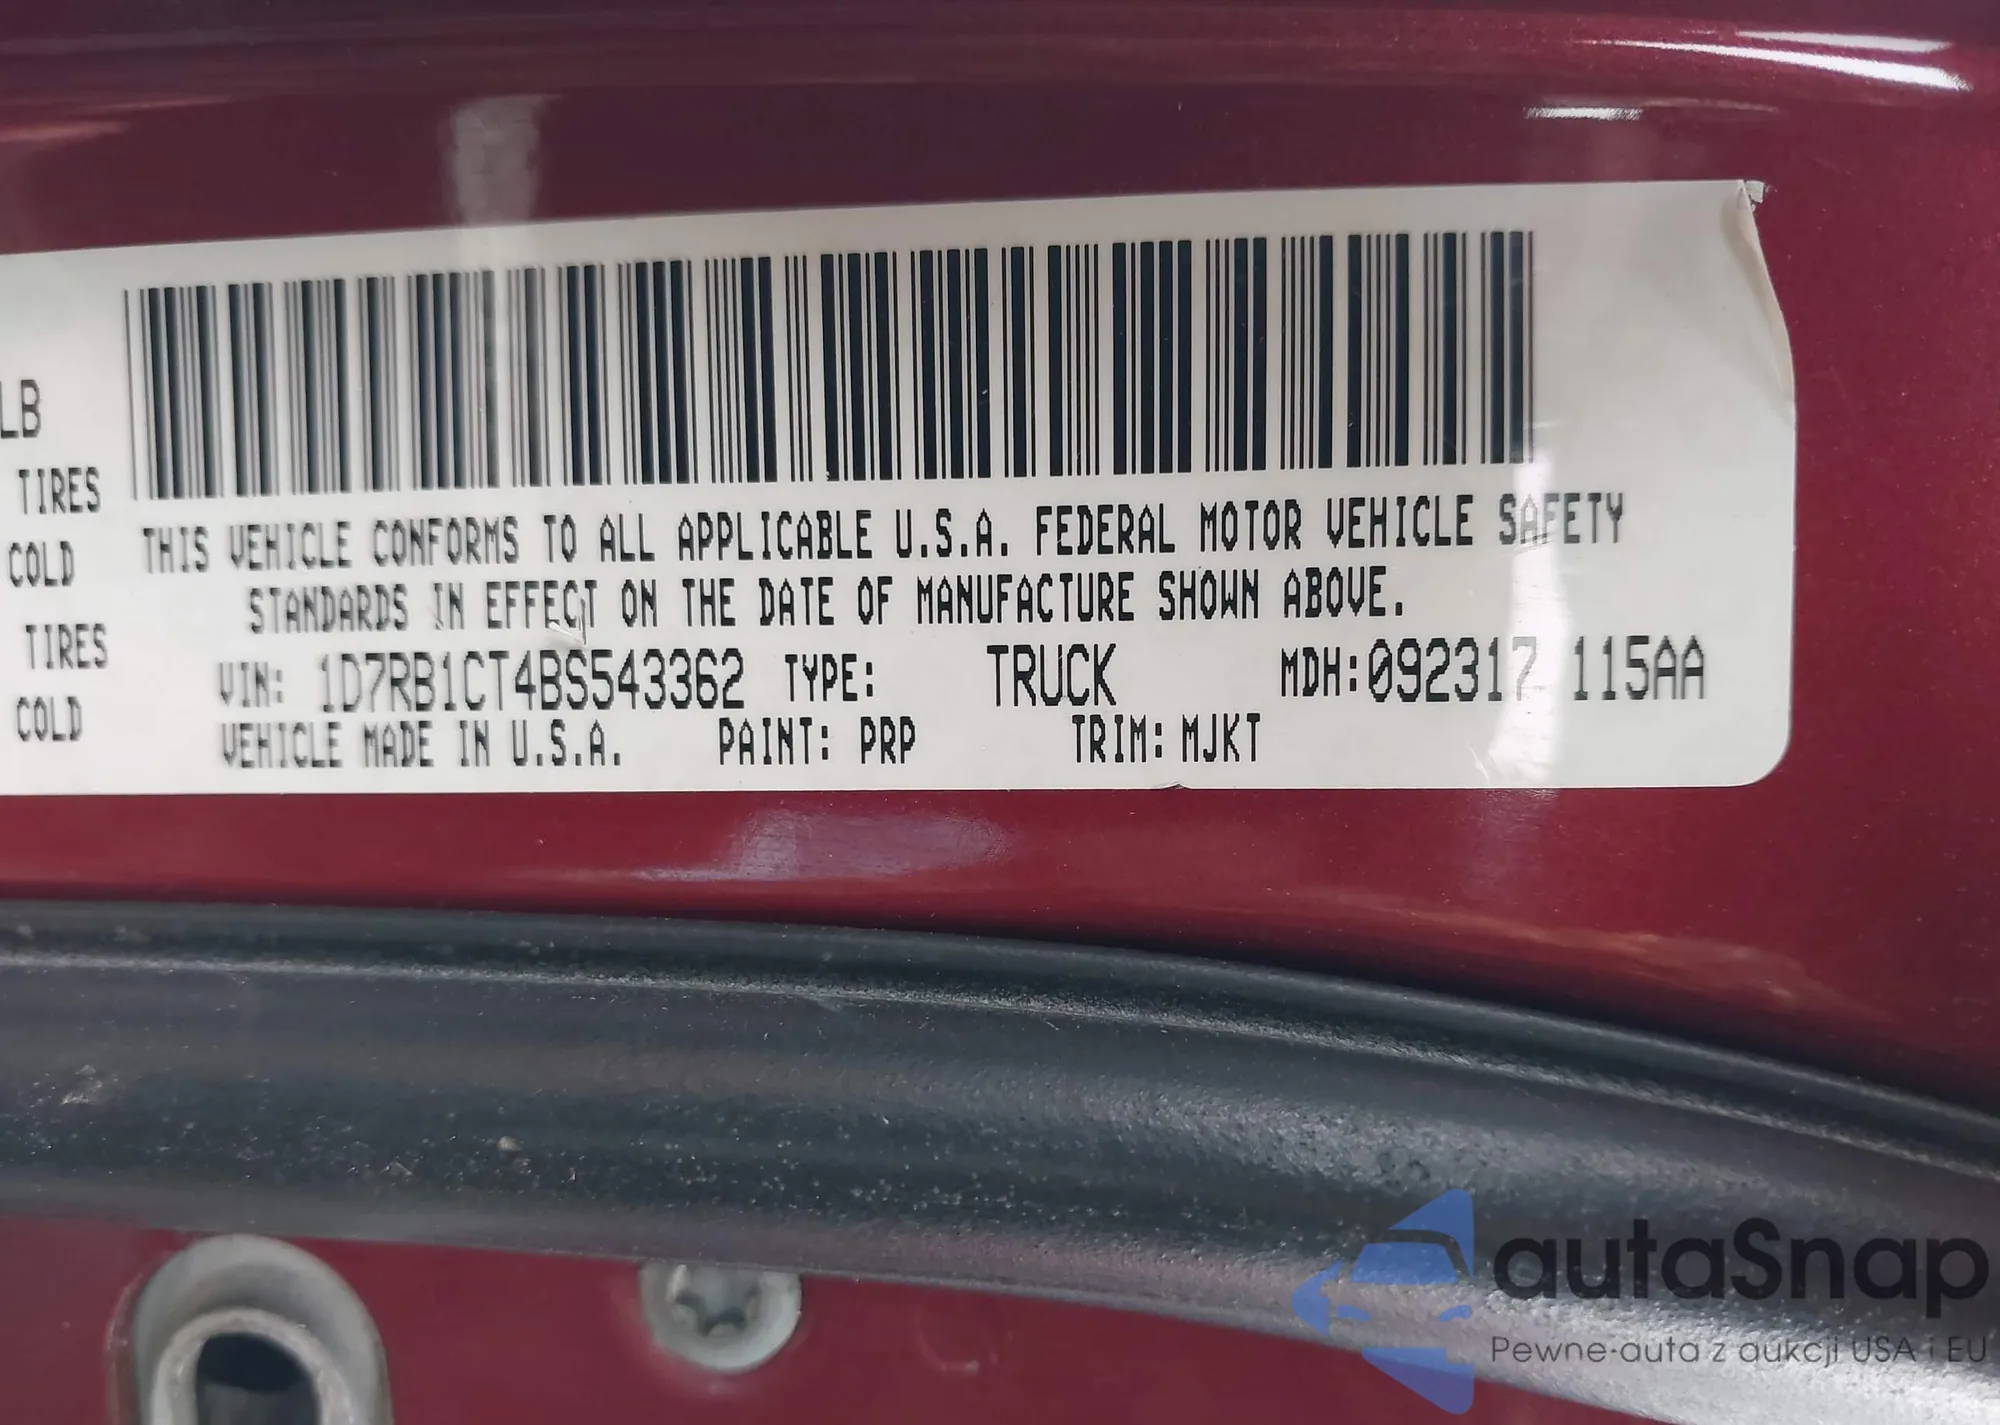 LB
TIRES
COLD
TIRES
COLD
THIS VEHICLE CONFORMS TO ALL APPLICABLE U.S.A. FEDERAL MOTOR VEHICLE SAFETY
STANDARDS IN EFFECT ON THE DATE OF MANUFACTURE SHOWN ABOVE.
VIN: 1D7RB1CT4BS543362 TYPE: TRUCK MDH:092317 115AA
VEHICLE MADE IN U.S.A. PAINT: PRP TRIM: MJKT
autaSnap
Pewne-auta z aukcji USA i EU